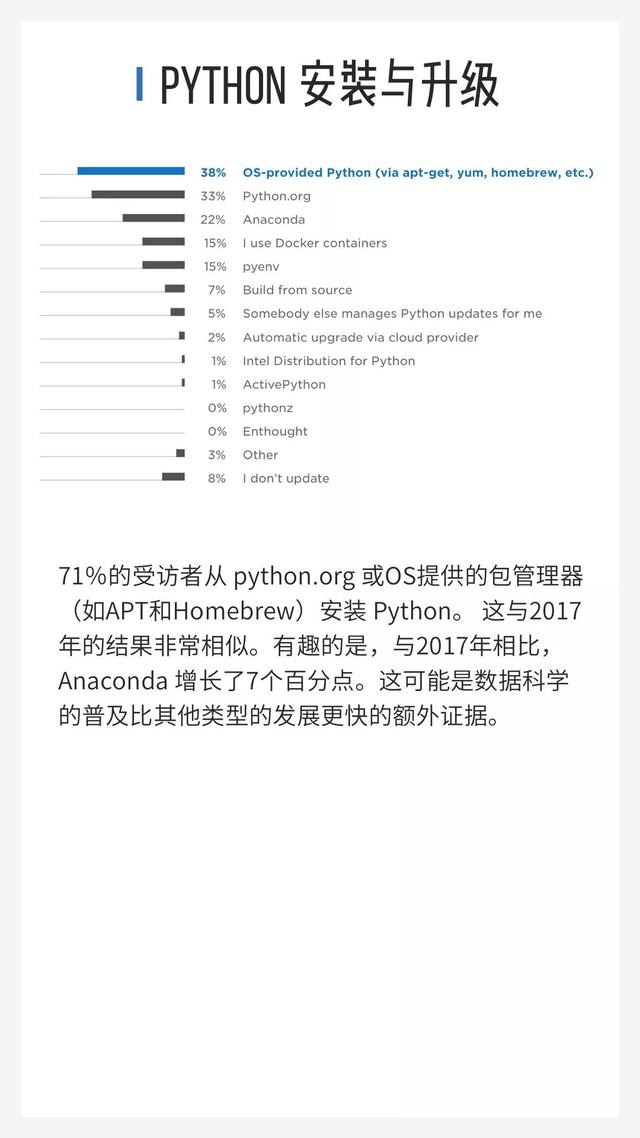 PYTHON 安裝与升级
38% OS-provided Python (via apt-get, yum, homebrew, etc.)
33% Python.org
22% Anaconda
15% I use Docker containers
15% pyenv
7% Build from source
5% Somebody else manages Python updates for me
2% Automatic upgrade via cloud provider
1% Intel Distribution for Python
1% ActivePython
0% pythonz
0% Enthought
3% Other
8% I don’t update
71%的受访者从 python.org 或OS提供的包管理器
（如APT和Homebrew）安装 Python。 这与2017
年的结果非常相似。有趣的是，与2017年相比，
Anaconda 增长了7个百分点。这可能是数据科学
的普及比其他类型的发展更快的额外证据。